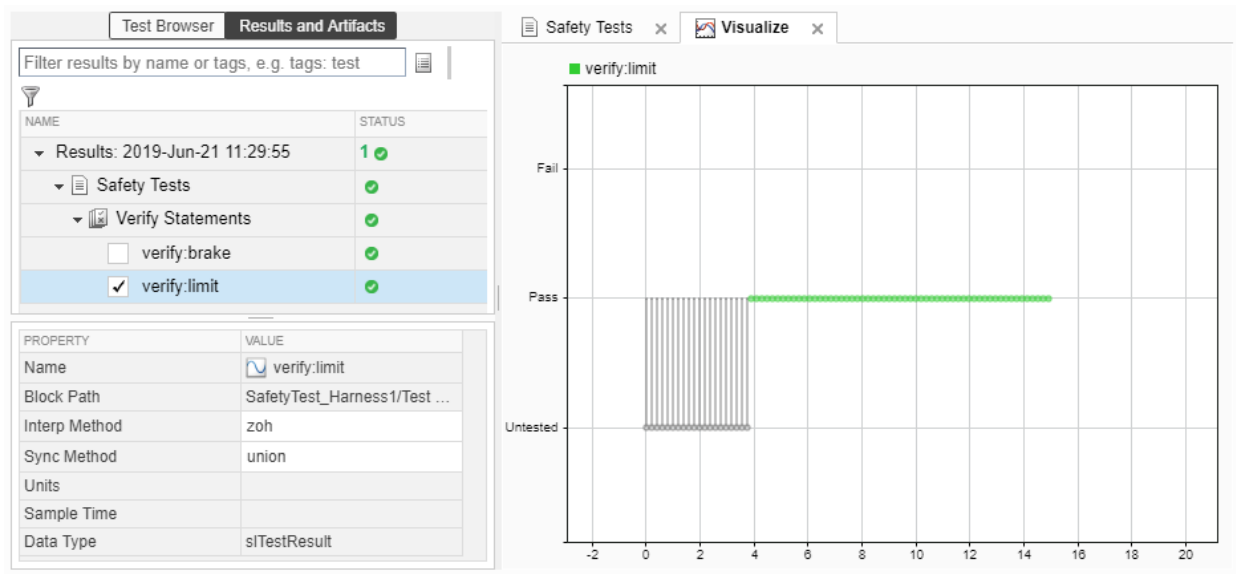 Test Browser Results and Artifacts
Filter results by name or tags, e.g. tags: test
NAME STATUS
Results: 2019-Jun-21 11:29:55 1
Safety Tests
Verify Statements
verify:brake
verify:limit
PROPERTY VALUE
Name verify:limit
Block Path SafetyTest_Harness1/Test ...
Interp Method zoh
Sync Method union
Units
Sample Time
Data Type slTestResult
Safety Tests Visualize
verify:limit
Fail
Pass
Untested
-2 0 2 4 6 8 10 12 14 16 18 20